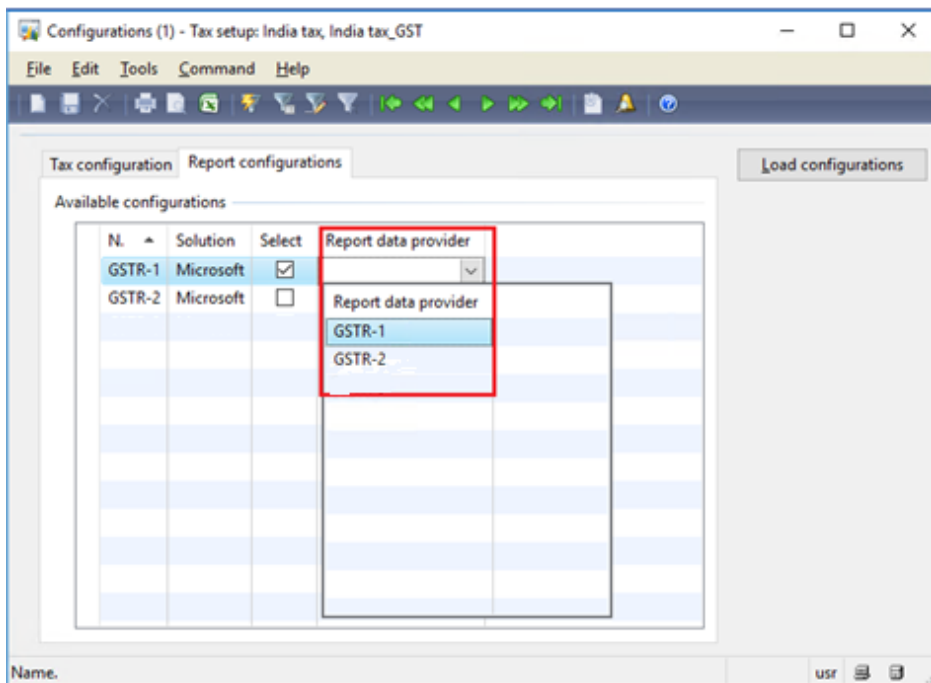 Configurations (1) - Tax setup: India tax, India tax_GST
File Edit Tools Command Help
Tax configuration Report configurations Load configurations
Available configurations
N. Solution Select Report data provider
GSTR-1 Microsoft
GSTR-2 Microsoft
Report data provider
GSTR-1
GSTR-2
Name. usr